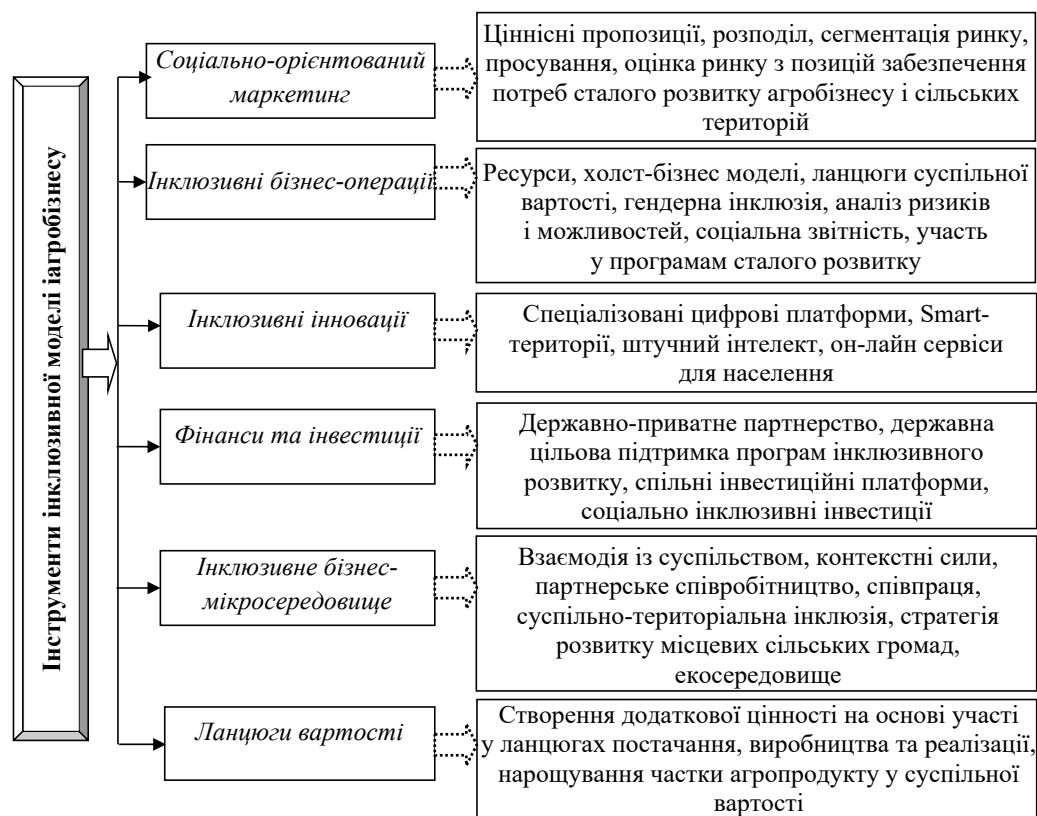 Інструменти інклюзивної моделі іагробізнесу
Соціально-орієнтований
маркетинг
Ціннісні пропозиції, розподіл, сегментація ринку,
просування, оцінка ринку з позицій забезпечення
потреб сталого розвитку агробізнесу і сільських
територій
Інклюзивні бізнес-операції
Ресурси, холст-бізнес моделі, ланцюги суспільної
вартості, гендерна інклюзія, аналіз ризиків
і можливостей, соціальна звітність, участь
у програмам сталого розвитку
Інклюзивні інновації
Спеціалізовані цифрові платформи, Smart-
території, штучний інтелект, он-лайн сервіси
для населення
Фінанси та інвестиції
Державно-приватне партнерство, державна
цільова підтримка програм інклюзивного
розвитку, спільні інвестиційні платформи,
соціально інклюзивні інвестиції
Інклюзивне бізнес-
мікросередовище
Взаємодія із суспільством, контекстні сили,
партнерське співробітництво, співпраця,
суспільно-територіальна інклюзія, стратегія
розвитку місцевих сільських громад,
екосередовище
Ланцюги вартості
Створення додаткової цінності на основі участі
у ланцюгах постачання, виробництва та реалізації,
нарощування частки агропродукту у суспільної
вартості